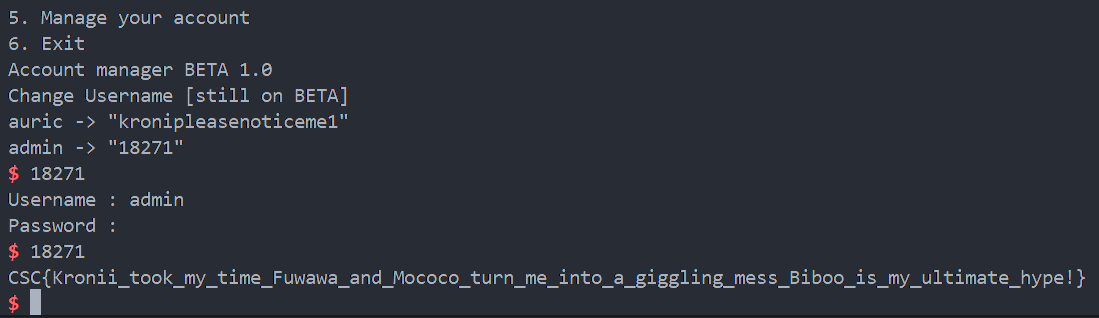 5. Manage your account
6. Exit
Account manager BETA 1.0
Change Username [still on BETA]
auric -> "kronipleasenoticeme1"
admin -> "18271"
$ 18271
Username : admin
Password :
$ 18271
CSC{Kronii_took_my_time_Fuwawa_and_Mococo_turn_me_into_a_giggling_mess_Biboo_is_my_ultimate_hype!}
$